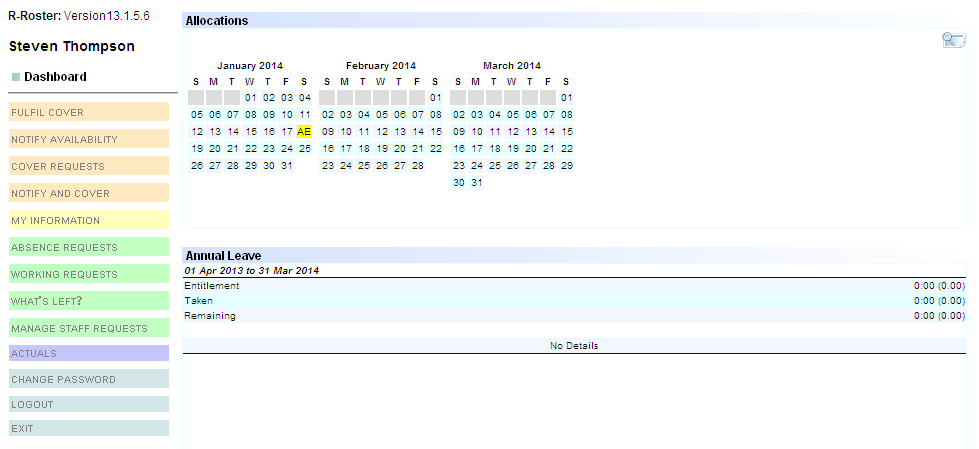 R-Roster: Version13.1.5.6
Steven Thompson
Dashboard
FULFIL COVER
NOTIFY AVAILABILITY
COVER REQUESTS
NOTIFY AND COVER
MY INFORMATION
ABSENCE REQUESTS
WORKING REQUESTS
WHAT'S LEFT?
MANAGE STAFF REQUESTS
ACTUALS
CHANGE PASSWORD
LOGOUT
EXIT
Allocations
January 2014
S M T W T F S
01 02 03 04
05 06 07 08 09 10 11
12 13 14 15 16 17 AE
19 20 21 22 23 24 25
26 27 28 29 30 31
February 2014
S M T W T F S
01
02 03 04 05 06 07 08
09 10 11 12 13 14 15
16 17 18 19 20 21 22
23 24 25 26 27 28
March 2014
S M T W T F S
01
02 03 04 05 06 07 08
09 10 11 12 13 14 15
16 17 18 19 20 21 22
23 24 25 26 27 28 29
30 31
Annual Leave
01 Apr 2013 to 31 Mar 2014
Entitlement 0:00 (0.00)
Taken 0:00 (0.00)
Remaining 0:00 (0.00)
No Details